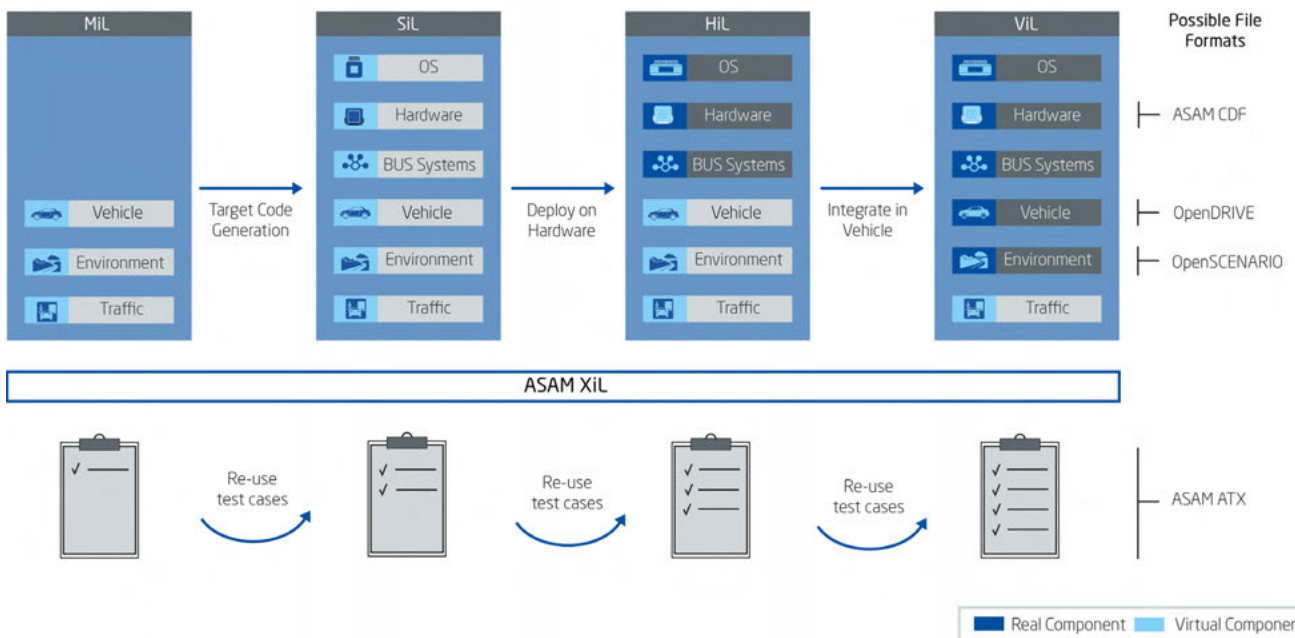 MiL
SiL
HiL
ViL
Possible File
Formats
OS
OS
OS
Hardware
Hardware
Hardware
ASAM CDF
BUS Systems
BUS Systems
BUS Systems
Vehicle
Target Code
Generation
Vehicle
Deploy on
Hardware
Vehicle
Integrate in
Vehicle
Vehicle
OpenDRIVE
Environment
Environment
Environment
Environment
OpenSCENARIO
Traffic
Traffic
Traffic
Traffic
ASAM XiL
Re-use
test cases
Re-use
test cases
Re-use
test cases
ASAM ATX
Real Component
Virtual Componen